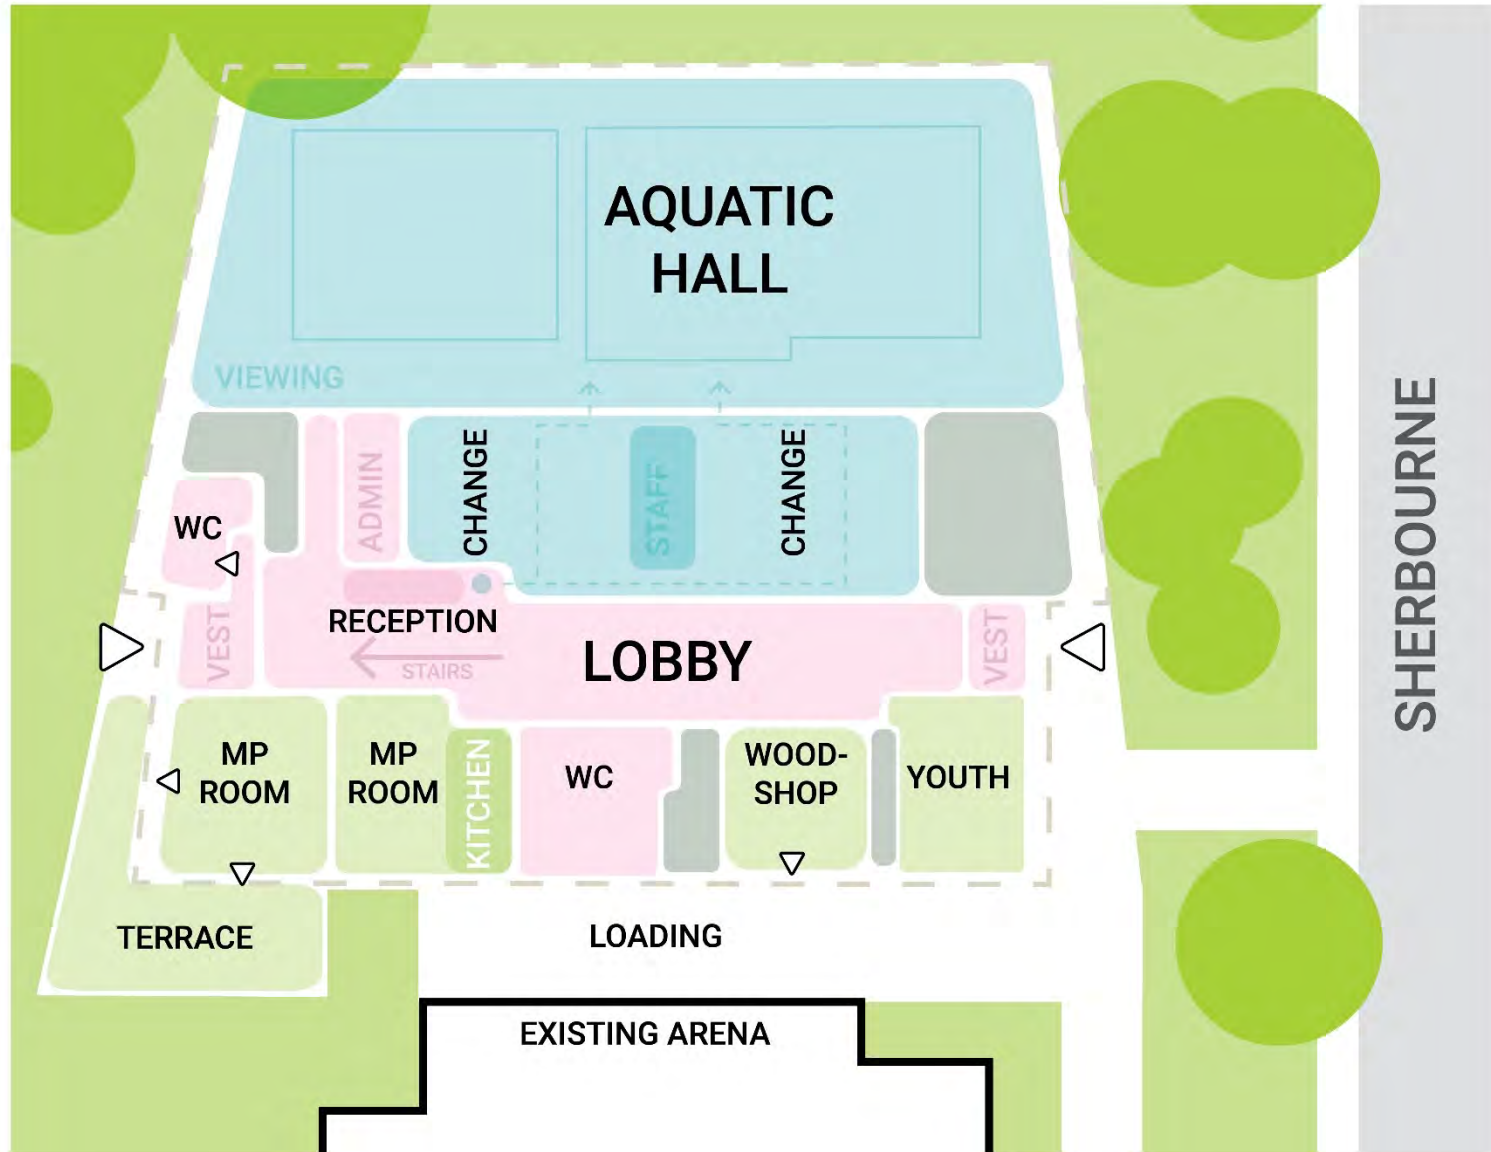 AQUATIC
HALL
VIEWING
ADMIN
CHANGE
STAFF
CHANGE
WC
SHERBOURNE
VEST
RECEPTION
STAIRS
LOBBY
VEST
MP
ROOM
MP
ROOM
KITCHEN
WC
WOOD-
SHOP
YOUTH
TERRACE
LOADING
EXISTING ARENA